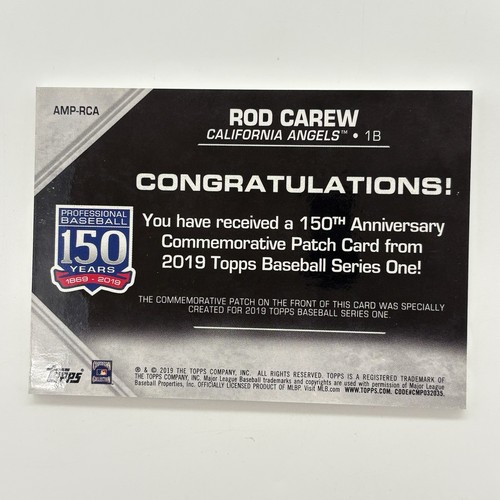 AMP-RCA
ROD CAREW
CALIFORNIA ANGELS™ • 1B
CONGRATULATIONS!
You have received a 150TH Anniversary
Commemorative Patch Card from
2019 Topps Baseball Series One!
PROFESSIONAL
BASEBALL
150
YEARS
1869 - 2019
THE COMMEMORATIVE PATCH ON THE FRONT OF THIS CARD WAS SPECIALLY
CREATED FOR 2019 TOPPS BASEBALL SERIES ONE.
Topps
® & © 2019 THE TOPPS COMPANY, INC. ALL RIGHTS RESERVED. TOPPS IS A REGISTERED TRADEMARK OF
THE TOPPS COMPANY, INC. Major League Baseball trademarks and copyrights are used with permission of Major League
Baseball Properties, Inc. OFFICIALLY LICENSED PRODUCT OF MLBP. Visit MLB.com WWW.TOPPS.COM. CODE#CMP032035.